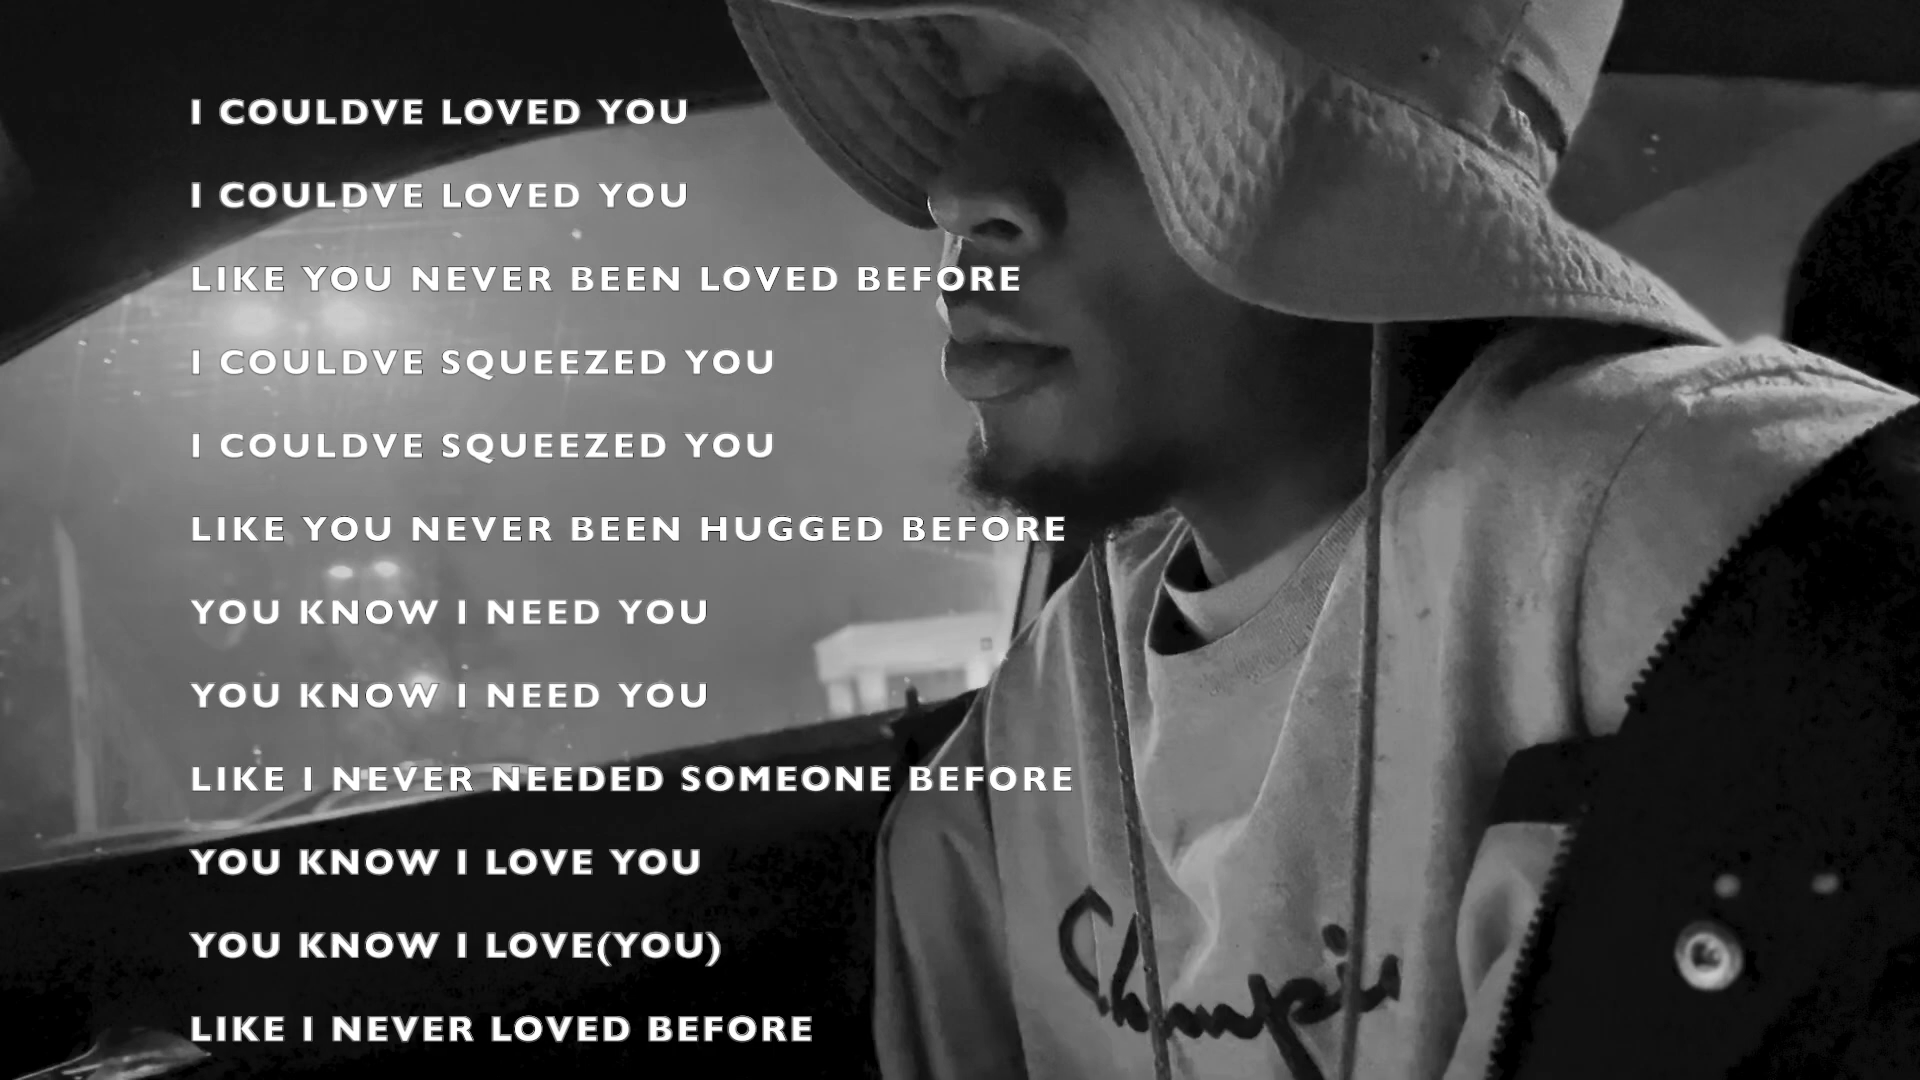 I COULDVE LOVED YOU
I COULDVE LOVED YOU
LIKE YOU NEVER BEEN LOVED BEFORE
I COULDVE SQUEEZED YOU
I COULDVE SQUEEZED YOU
LIKE YOU NEVER BEEN HUGGED BEFORE
YOU KNOW I NEED YOU
YOU KNOW I NEED YOU
LIKE I NEVER NEEDED SOMEONE BEFORE
YOU KNOW I LOVE YOU
YOU KNOW I LOVE(YOU)
LIKE I NEVER LOVED BEFORE
Champio